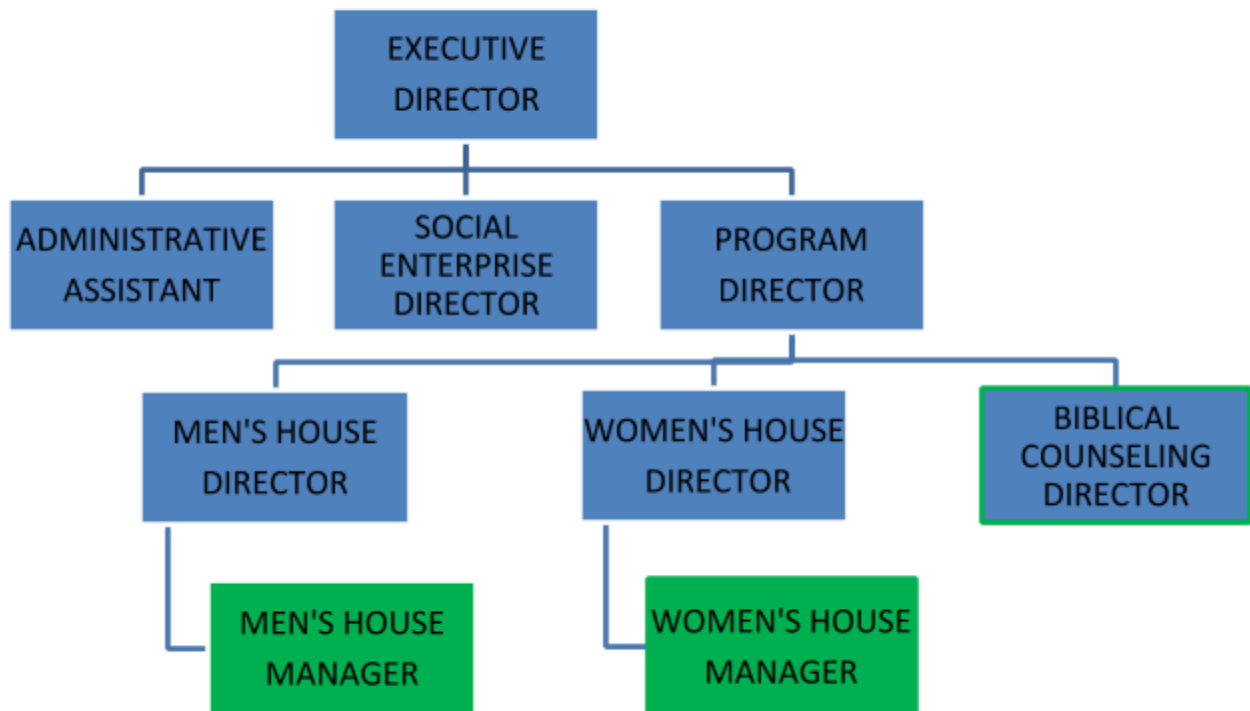 EXECUTIVE
DIRECTOR
ADMINISTRATIVE
ASSISTANT
SOCIAL
ENTERPRISE
DIRECTOR
PROGRAM
DIRECTOR
MEN'S HOUSE
DIRECTOR
WOMEN'S HOUSE
DIRECTOR
BIBLICAL
COUNSELING
DIRECTOR
MEN'S HOUSE
MANAGER
WOMEN'S HOUSE
MANAGER